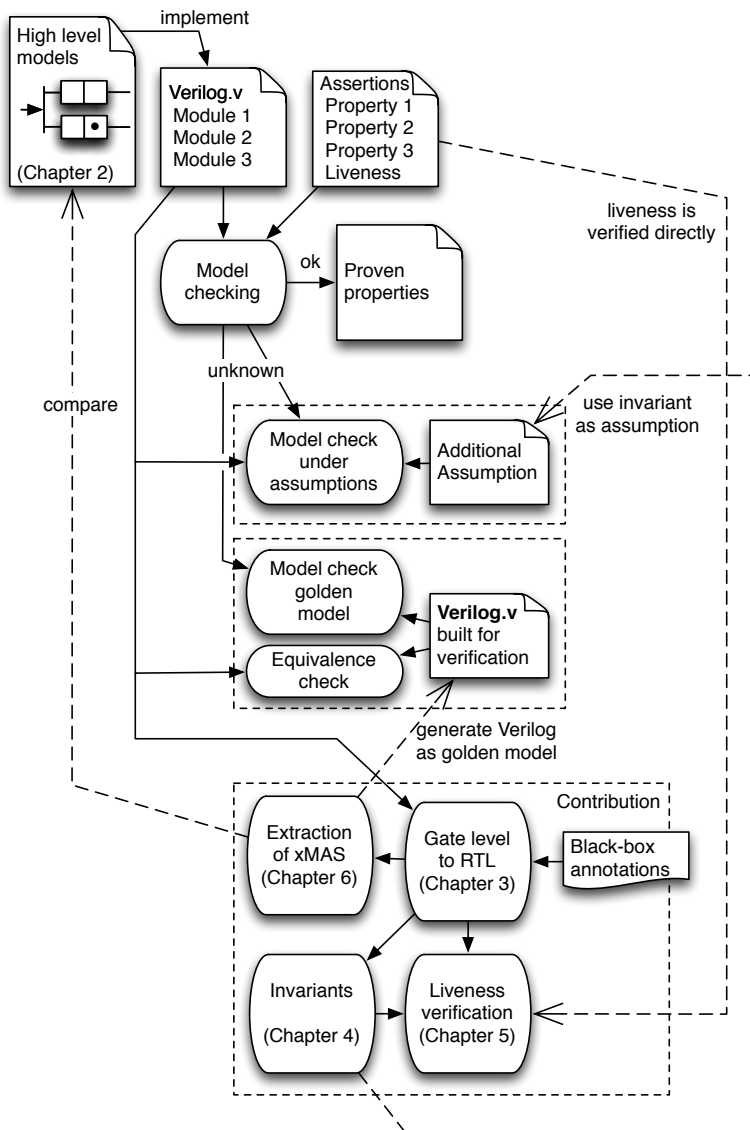 implement
High level
models
(Chapter 2)
Verilog.v
Module 1
Module 2
Module 3
Assertions
Property 1
Property 2
Property 3
Liveness
liveness is
verified directly
Model
checking
ok
Proven
properties
unknown
compare
use invariant
as assumption
Model check
under
assumptions
Additional
Assumption
Model check
golden
model
Verilog.v
built for
verification
Equivalence
check
generate Verilog
as golden model
Contribution
Extraction
of xMAS
(Chapter 6)
Gate level
to RTL
(Chapter 3)
Black-box
annotations
Invariants
(Chapter 4)
Liveness
verification
(Chapter 5)